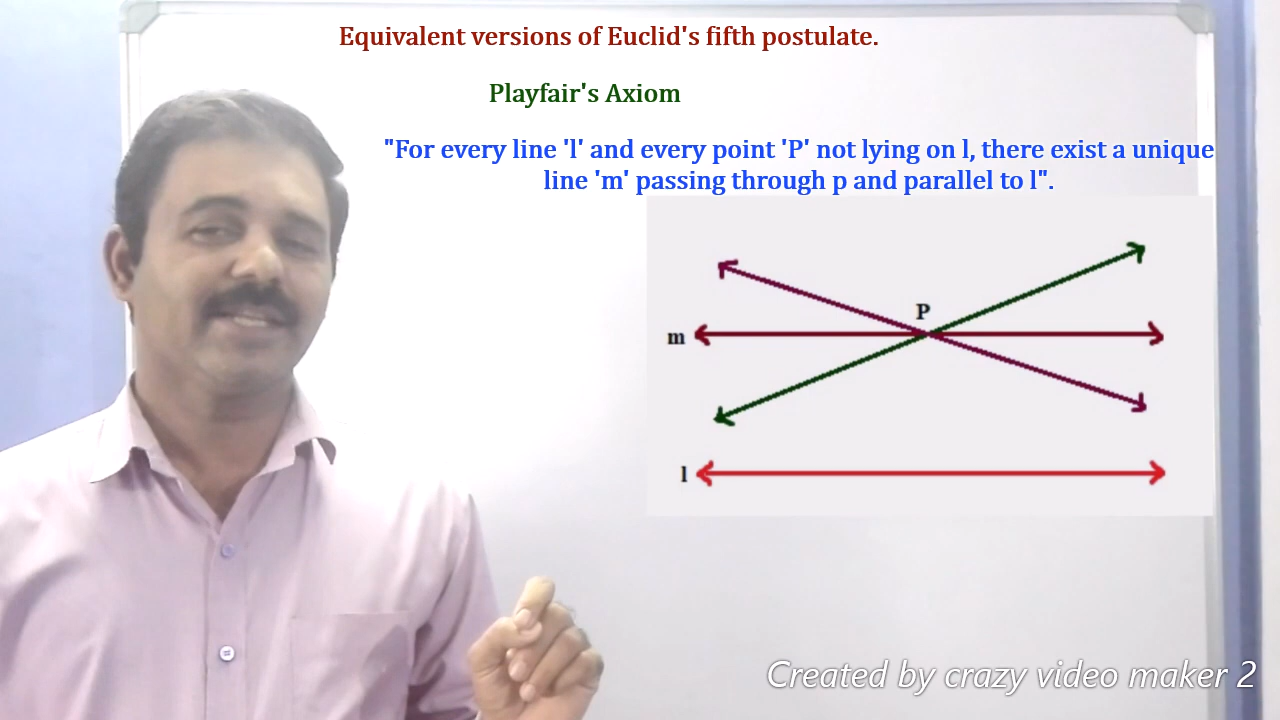 Equivalent versions of Euclid's fifth postulate.
Playfair's Axiom
"For every line 'l' and every point 'P' not lying on l, there exist a unique
line 'm' passing through p and parallel to l".
P
m
l
Created by crazy video maker 2